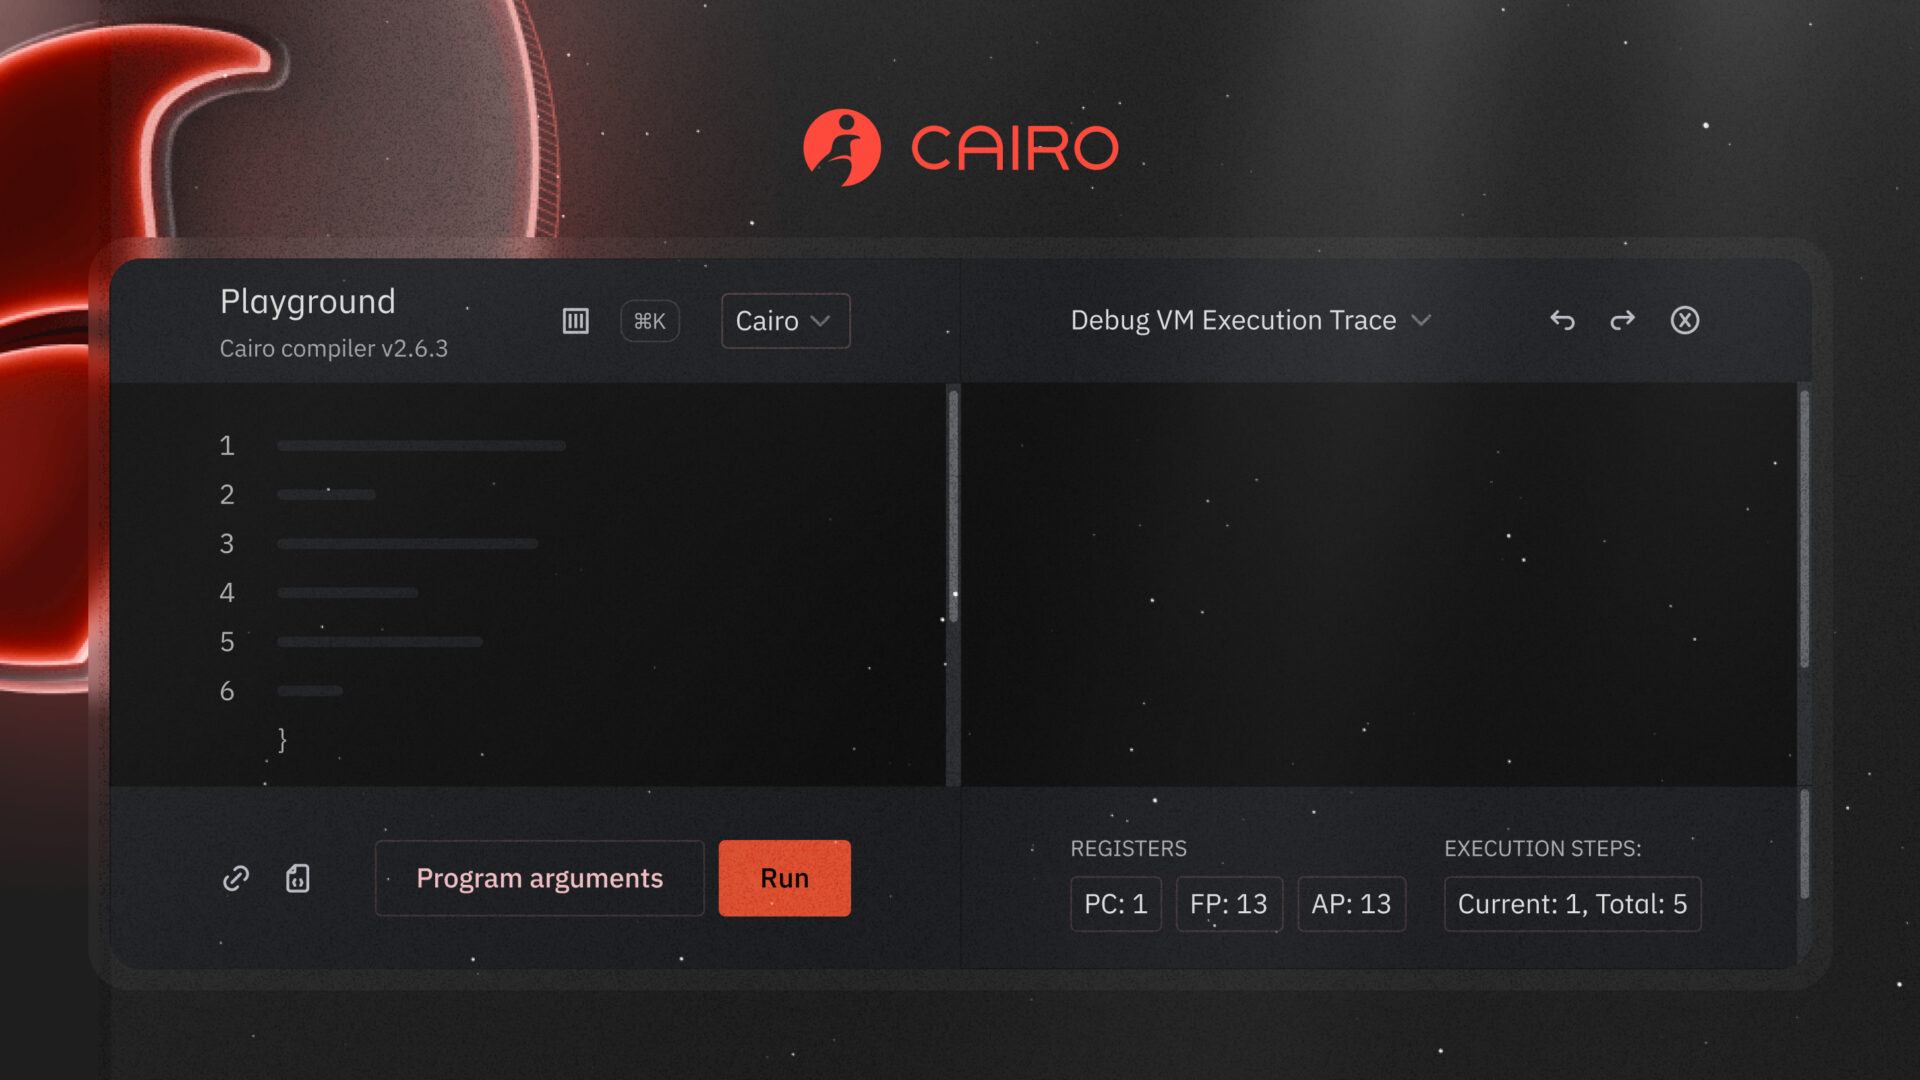 CAIRO
Playground
Cairo compiler v2.6.3
⌘K
Cairo
Debug VM Execution Trace
1
2
3
4
5
6
}
Program arguments
Run
REGISTERS
PC: 1
FP: 13
AP: 13
EXECUTION STEPS:
Current: 1, Total: 5